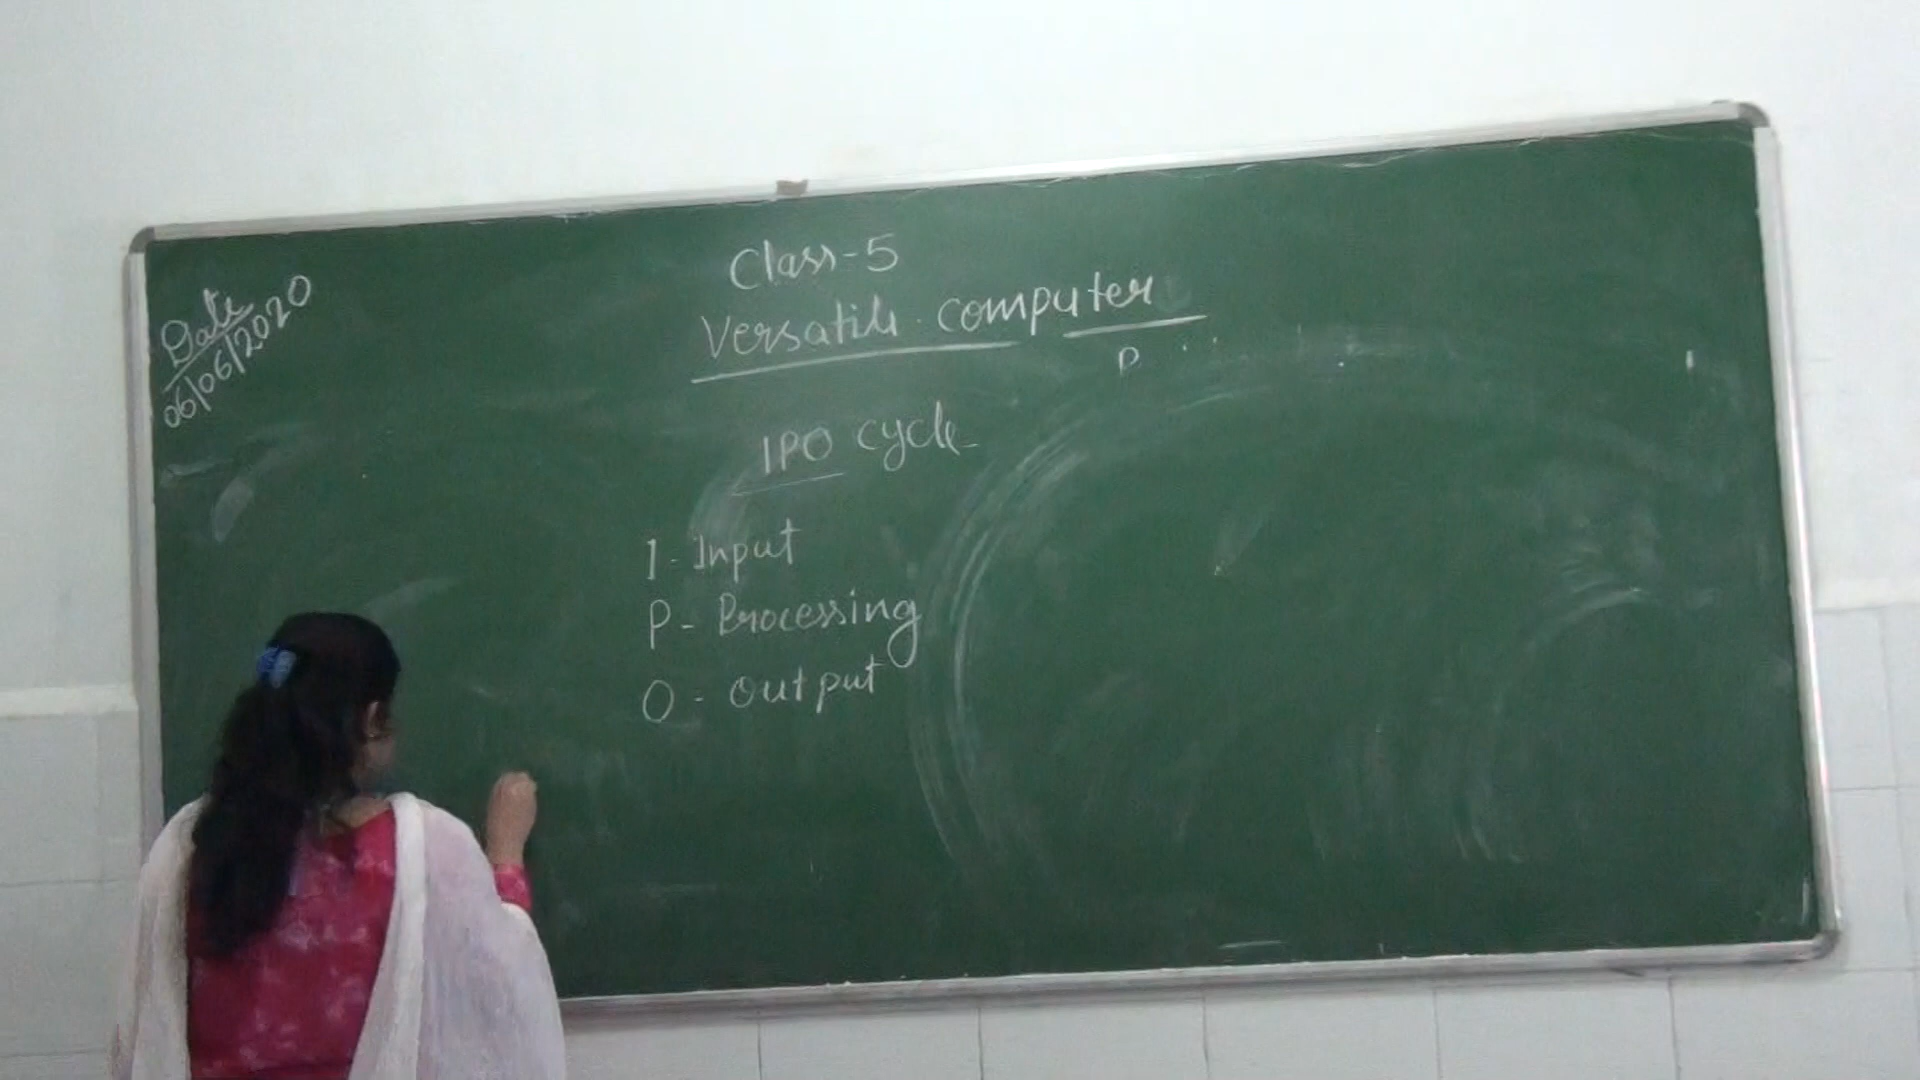 Date
06/06/2020
Class-5
Versatile computer
P
IPO cycle
I - Input
P - Processing
O - output